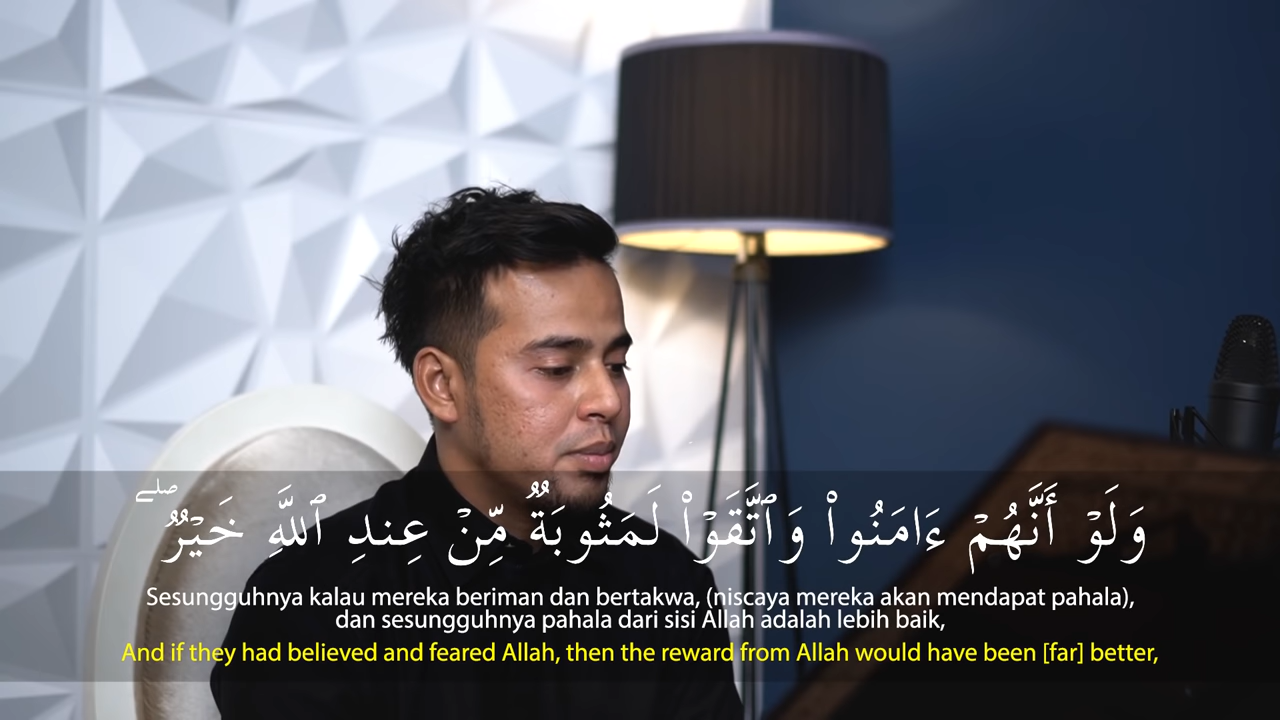 وَلَوْ أَنَّهُمْ ءَامَنُوا۟ وَٱتَّقَوْا۟ لَمَثُوبَةٌ مِّنْ عِندِ ٱللَّهِ خَيْرٌ ۖ
Sesungguhnya kalau mereka beriman dan bertakwa, (niscaya mereka akan mendapat pahala),
dan sesungguhnya pahala dari sisi Allah adalah lebih baik,
And if they had believed and feared Allah, then the reward from Allah would have been [far] better,